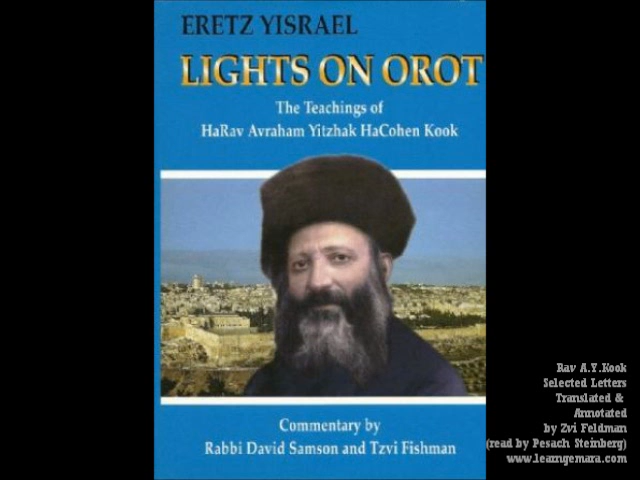 ERETZ YISRAEL
LIGHTS ON OROT
The Teachings of
HaRav Avraham Yitzhak HaCohen Kook
Commentary by
Rabbi David Samson and Tzvi Fishman
Rav A.Y.Kook
Selected Letters
Translated &
Annotated
by Zvi Feldman
(read by Pesach Steinberg)
www.learngemara.com